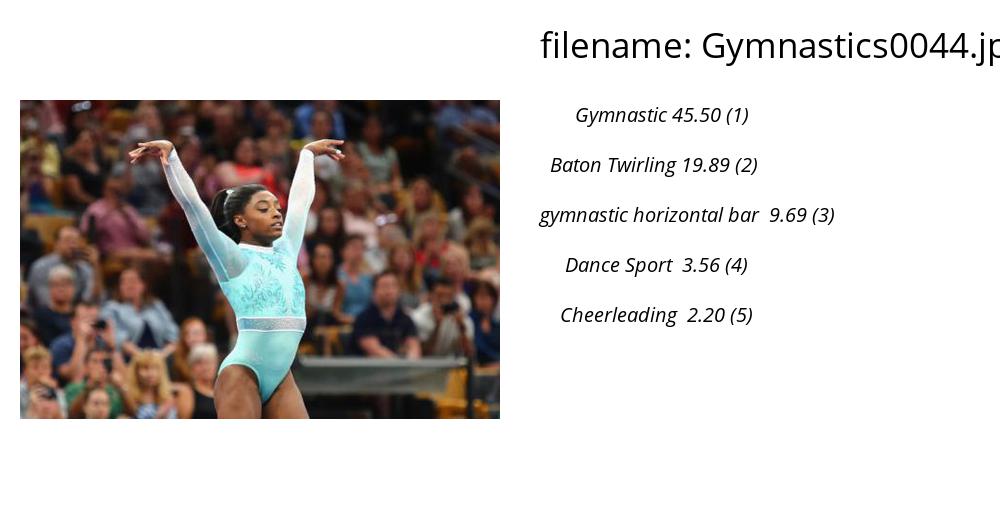 filename: Gymnastics0044.jp
Gymnastic 45.50 (1)
Baton Twirling 19.89 (2)
gymnastic horizontal bar 9.69 (3)
Dance Sport 3.56 (4)
Cheerleading 2.20 (5)